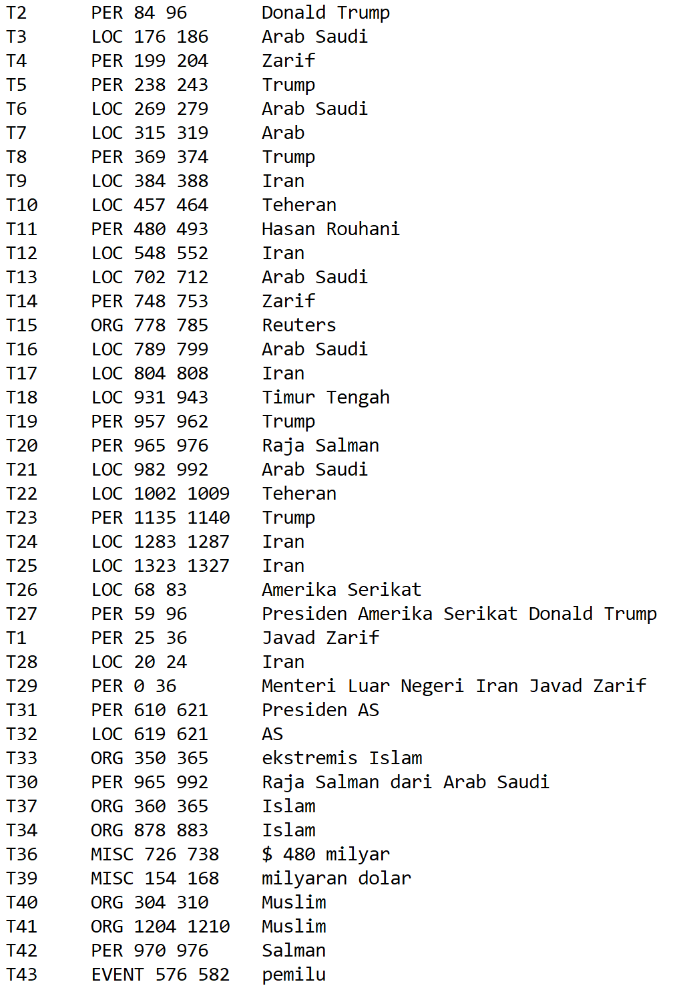 T2 PER 84 96 Donald Trump
T3 LOC 176 186 Arab Saudi
T4 PER 199 204 Zarif
T5 PER 238 243 Trump
T6 LOC 269 279 Arab Saudi
T7 LOC 315 319 Arab
T8 PER 369 374 Trump
T9 LOC 384 388 Iran
T10 LOC 457 464 Teheran
T11 PER 480 493 Hasan Rouhani
T12 LOC 548 552 Iran
T13 LOC 702 712 Arab Saudi
T14 PER 748 753 Zarif
T15 ORG 778 785 Reuters
T16 LOC 789 799 Arab Saudi
T17 LOC 804 808 Iran
T18 LOC 931 943 Timur Tengah
T19 PER 957 962 Trump
T20 PER 965 976 Raja Salman
T21 LOC 982 992 Arab Saudi
T22 LOC 1002 1009 Teheran
T23 PER 1135 1140 Trump
T24 LOC 1283 1287 Iran
T25 LOC 1323 1327 Iran
T26 LOC 68 83 Amerika Serikat
T27 PER 59 96 Presiden Amerika Serikat Donald Trump
T1 PER 25 36 Javad Zarif
T28 LOC 20 24 Iran
T29 PER 0 36 Menteri Luar Negeri Iran Javad Zarif
T31 PER 610 621 Presiden AS
T32 LOC 619 621 AS
T33 ORG 350 365 ekstremis Islam
T30 PER 965 992 Raja Salman dari Arab Saudi
T37 ORG 360 365 Islam
T34 ORG 878 883 Islam
T36 MISC 726 738 $ 480 milyar
T39 MISC 154 168 milyaran dolar
T40 ORG 304 310 Muslim
T41 ORG 1204 1210 Muslim
T42 PER 970 976 Salman
T43 EVENT 576 582 pemilu